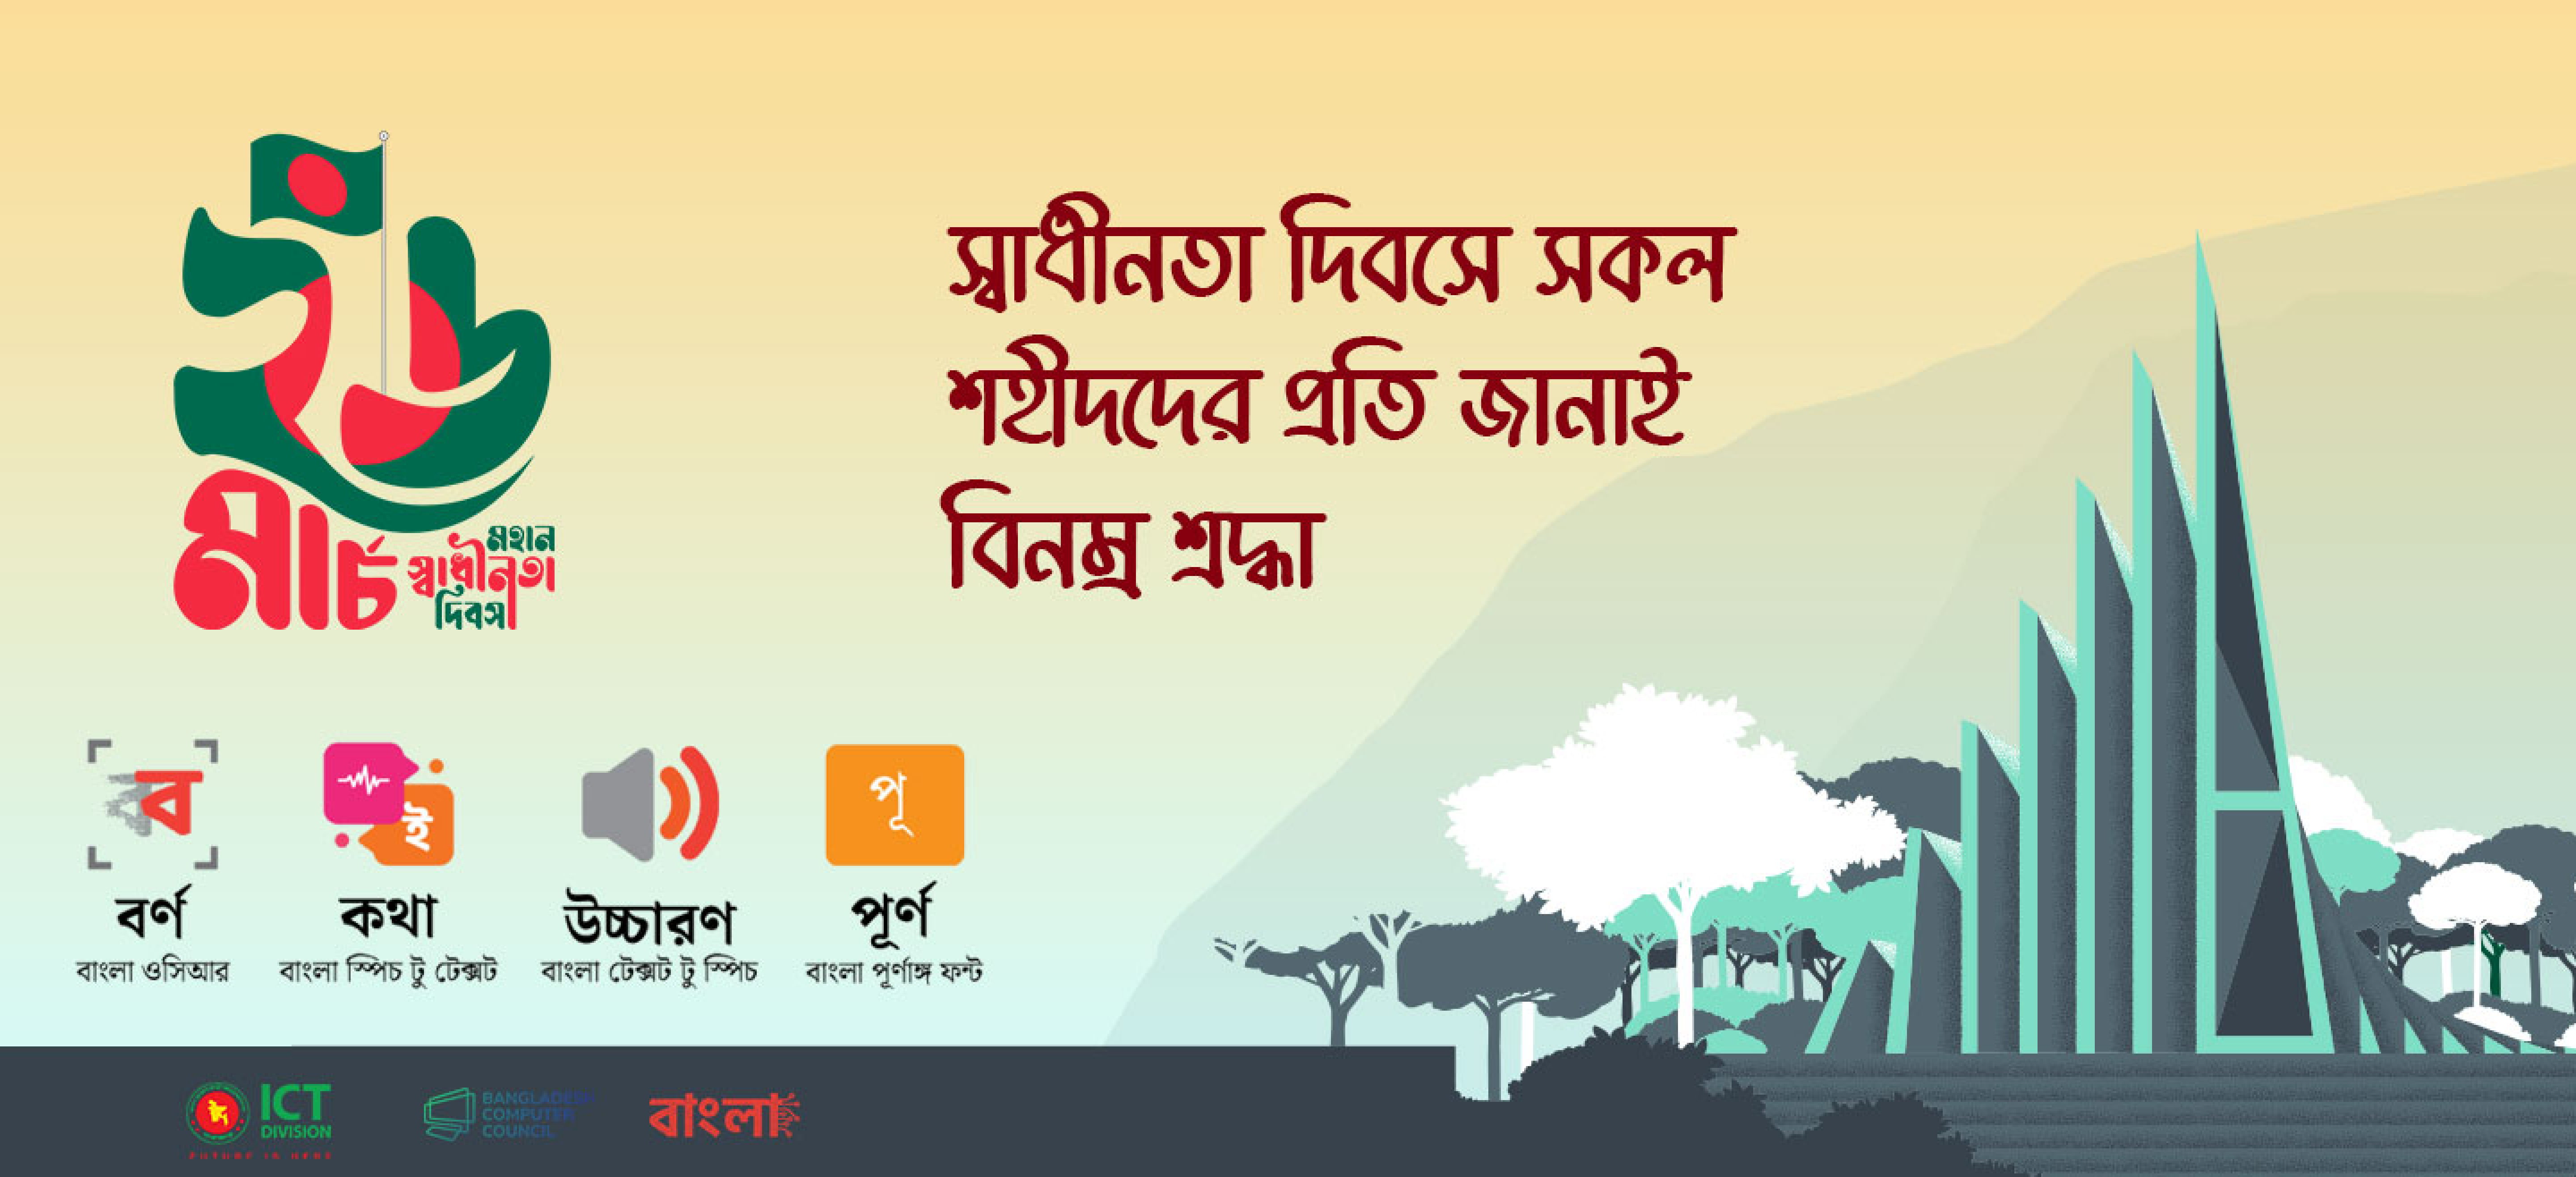 ২৬
মার্চ
মহান
স্বাধীনতা
দিবস
স্বাধীনতা দিবসে সকল
শহীদদের প্রতি জানাই
বিনম্র শ্রদ্ধা
ব
বর্ণ
বাংলা ওসিআর
ই
কথা
বাংলা স্পিচ টু টেক্সট
উচ্চারণ
বাংলা টেক্সট টু স্পিচ
পূ
পূর্ণ
বাংলা পূর্ণাঙ্গ ফন্ট
ICT
DIVISION
FUTURE IS HERE
BANGLADESH
COMPUTER
COUNCIL
বাংলা